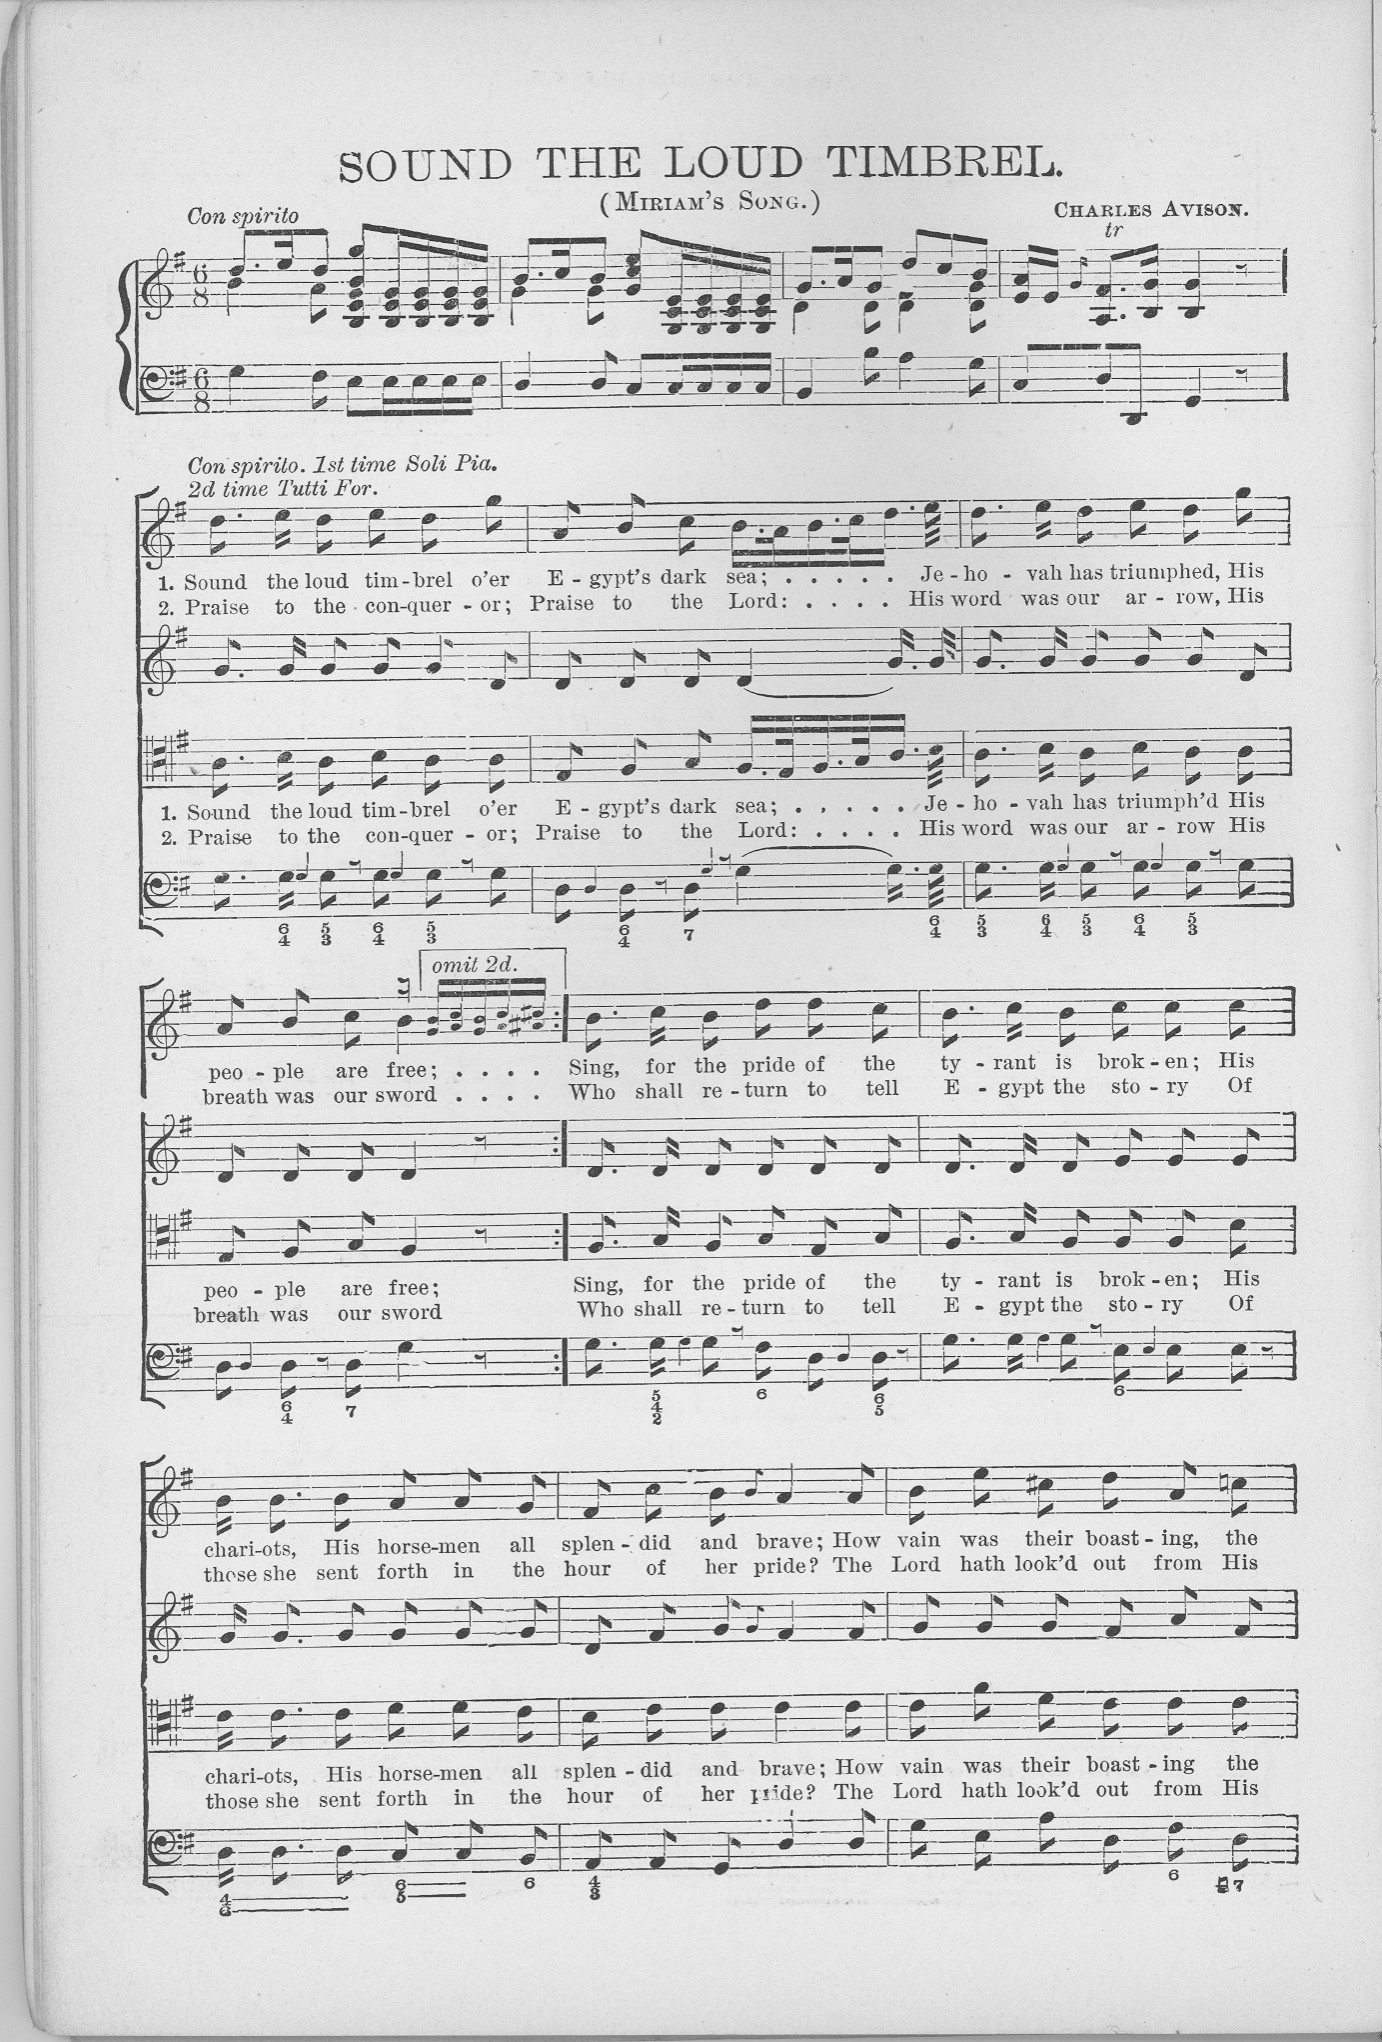 SOUND THE LOUD TIMBREL.
(MIRIAM'S SONG.)
Con spirito
CHARLES AVISON.
tr
6 8
6 8
Con spirito. 1st time Soli Pia.
2d time Tutti For.
1. Sound the loud tim-brel o'er E - gypt's dark sea; . . . . . Je - ho - vah has triumphed, His
2. Praise to the con-quer - or; Praise to the Lord: . . . . His word was our ar - row, His
1. Sound the loud tim-brel o'er E - gypt's dark sea; . . . . . Je - ho - vah has triumph'd His
2. Praise to the con-quer - or; Praise to the Lord: . . . . His word was our ar - row His
6 4 5 3 6 4 5 3 6 4 7 6 4 5 3 6 4 5 3 6 4 5 3
omit 2d.
peo - ple are free; . . . . Sing, for the pride of the ty - rant is brok - en; His
breath was our sword . . . . Who shall re - turn to tell E - gypt the sto - ry Of
peo - ple are free; Sing, for the pride of the ty - rant is brok - en; His
breath was our sword Who shall re - turn to tell E - gypt the sto - ry Of
6 4 7 5 4 2 6 6 5 6
chari-ots, His horse-men all splen - did and brave; How vain was their boast - ing, the
those she sent forth in the hour of her pride? The Lord hath look'd out from His
chari-ots, His horse-men all splen - did and brave; How vain was their boast - ing the
those she sent forth in the hour of her pride? The Lord hath look'd out from His
6 5 6 4 3 6 7